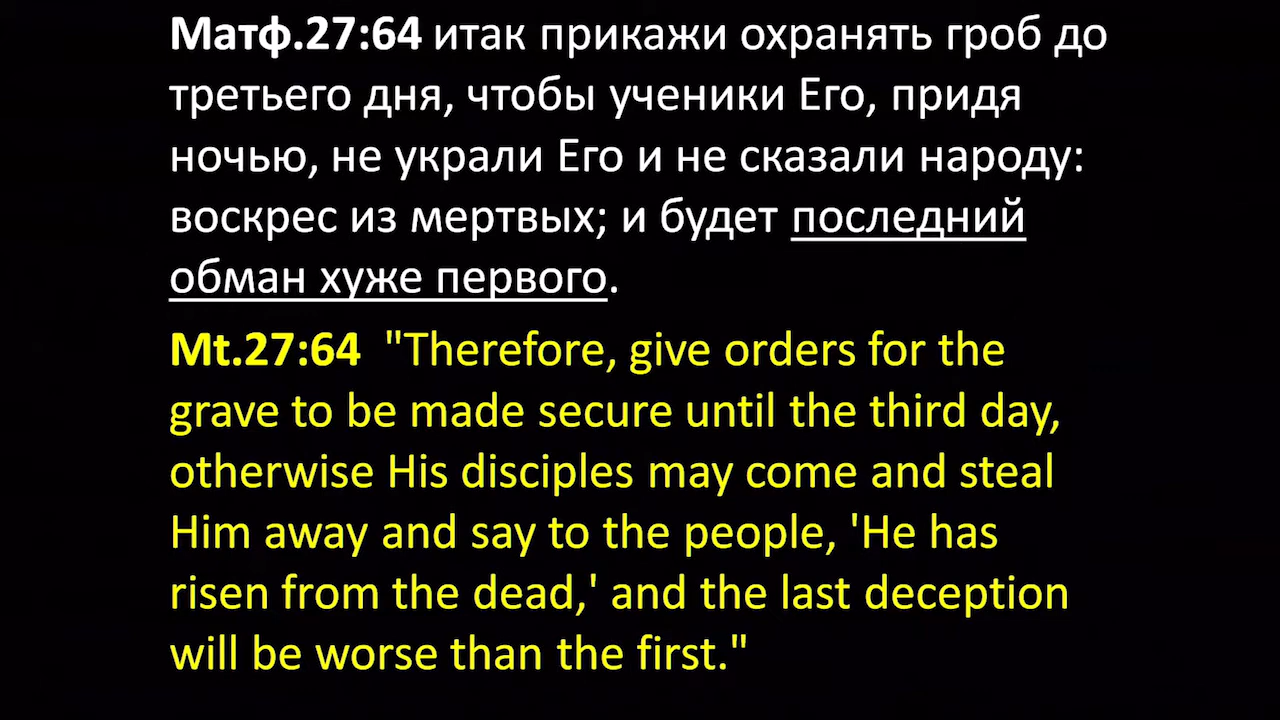 Матф.27:64 итак прикажи охранять гроб до
третьего дня, чтобы ученики Его, придя
ночью, не украли Его и не сказали народу:
воскрес из мертвых; и будет последний
обман хуже первого.
Mt.27:64 "Therefore, give orders for the
grave to be made secure until the third day,
otherwise His disciples may come and steal
Him away and say to the people, 'He has
risen from the dead,' and the last deception
will be worse than the first."